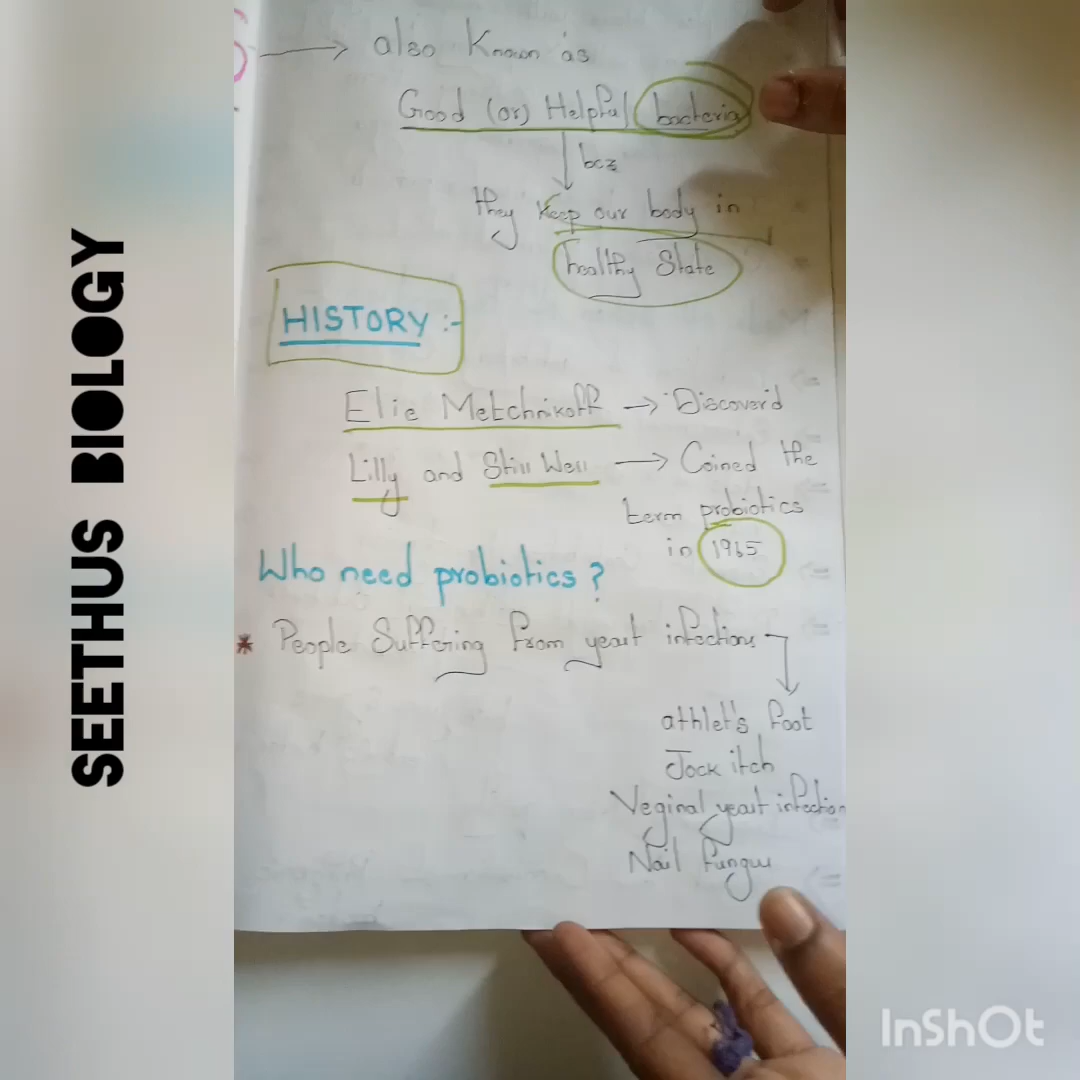 SEETHUS BIOLOGY
→ also Known as
Good (or) Helpful bacteria
bcz
they Keep our body in
healthy State
HISTORY :-
Elie Metchnikoff → Discoverd
Lilly and Still Well → Coined the
term probiotics
in 1965
Who need probiotics?
* People Suffering from yeast infections
athlet's foot
Jock itch
Veginal yeast infection
Nail fungus
InShOt